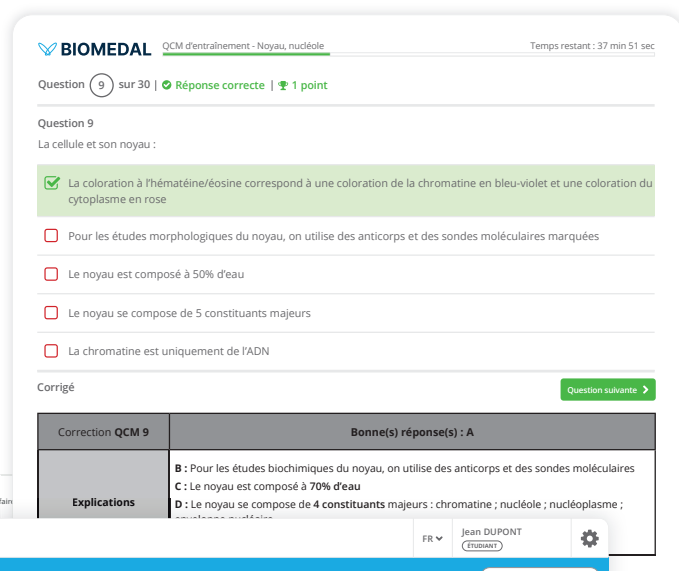 BIOMEDAL
QCM d'entraînement - Noyau, nucléole
Temps restant : 37 min 51 sec
Question 9 sur 30 | Réponse correcte | 1 point
Question 9
La cellule et son noyau :
La coloration à l'hématéine/éosine correspond à une coloration de la chromatine en bleu-violet et une coloration du
cytoplasme en rose
Pour les études morphologiques du noyau, on utilise des anticorps et des sondes moléculaires marquées
Le noyau est composé à 50% d'eau
Le noyau se compose de 5 constituants majeurs
La chromatine est uniquement de l'ADN
Corrigé
Question suivante
Correction QCM 9
Bonne(s) réponse(s) : A
Explications
B : Pour les études biochimiques du noyau, on utilise des anticorps et des sondes moléculaires
C : Le noyau est composé à 70% d'eau
D : Le noyau se compose de 4 constituants majeurs : chromatine ; nucléole ; nucléoplasme ;
FR
Jean DUPONT
ÉTUDIANT